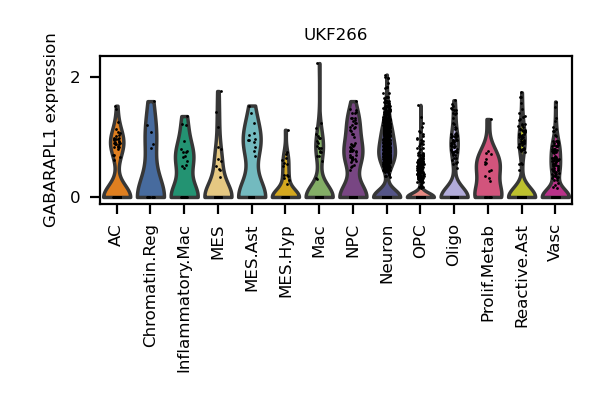 UKF266
GABARAPL1 expression
2
0
AC
Chromatin.Reg
Inflammatory.Mac
MES
MES.Ast
MES.Hyp
Mac
NPC
Neuron
OPC
Oligo
Prolif.Metab
Reactive.Ast
Vasc